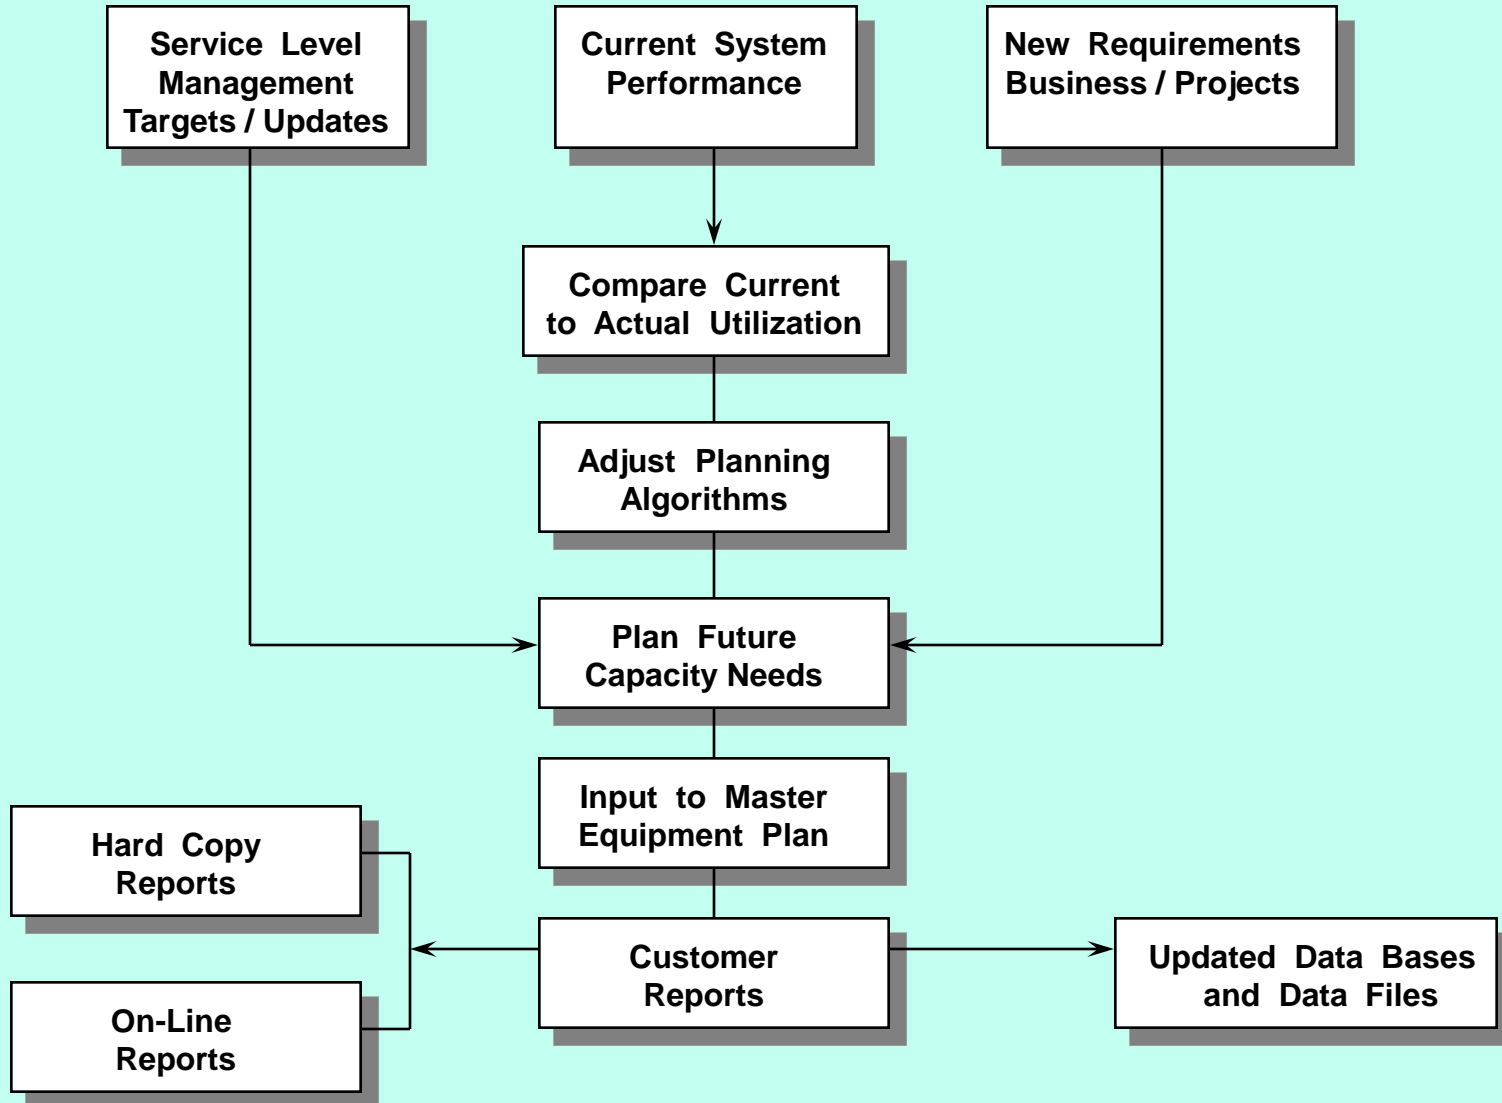 Service Level
Management
Targets / Updates
Current System
Performance
New Requirements
Business / Projects
Compare Current
to Actual Utilization
Adjust Planning
Algorithms
Plan Future
Capacity Needs
Input to Master
Equipment Plan
Hard Copy
Reports
Customer
Reports
Updated Data Bases
and Data Files
On-Line
Reports